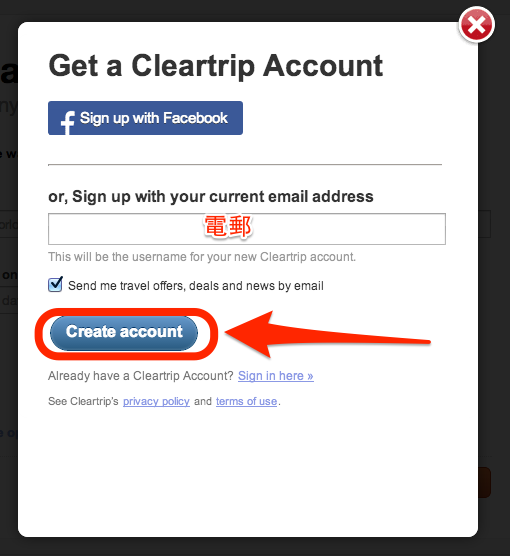 Get a Cleartrip Account
f Sign up with Facebook
or, Sign up with your current email address
電郵
This will be the username for your new Cleartrip account.
Send me travel offers, deals and news by email
Create account
Already have a Cleartrip Account? Sign in here »
See Cleartrip's privacy policy and terms of use.